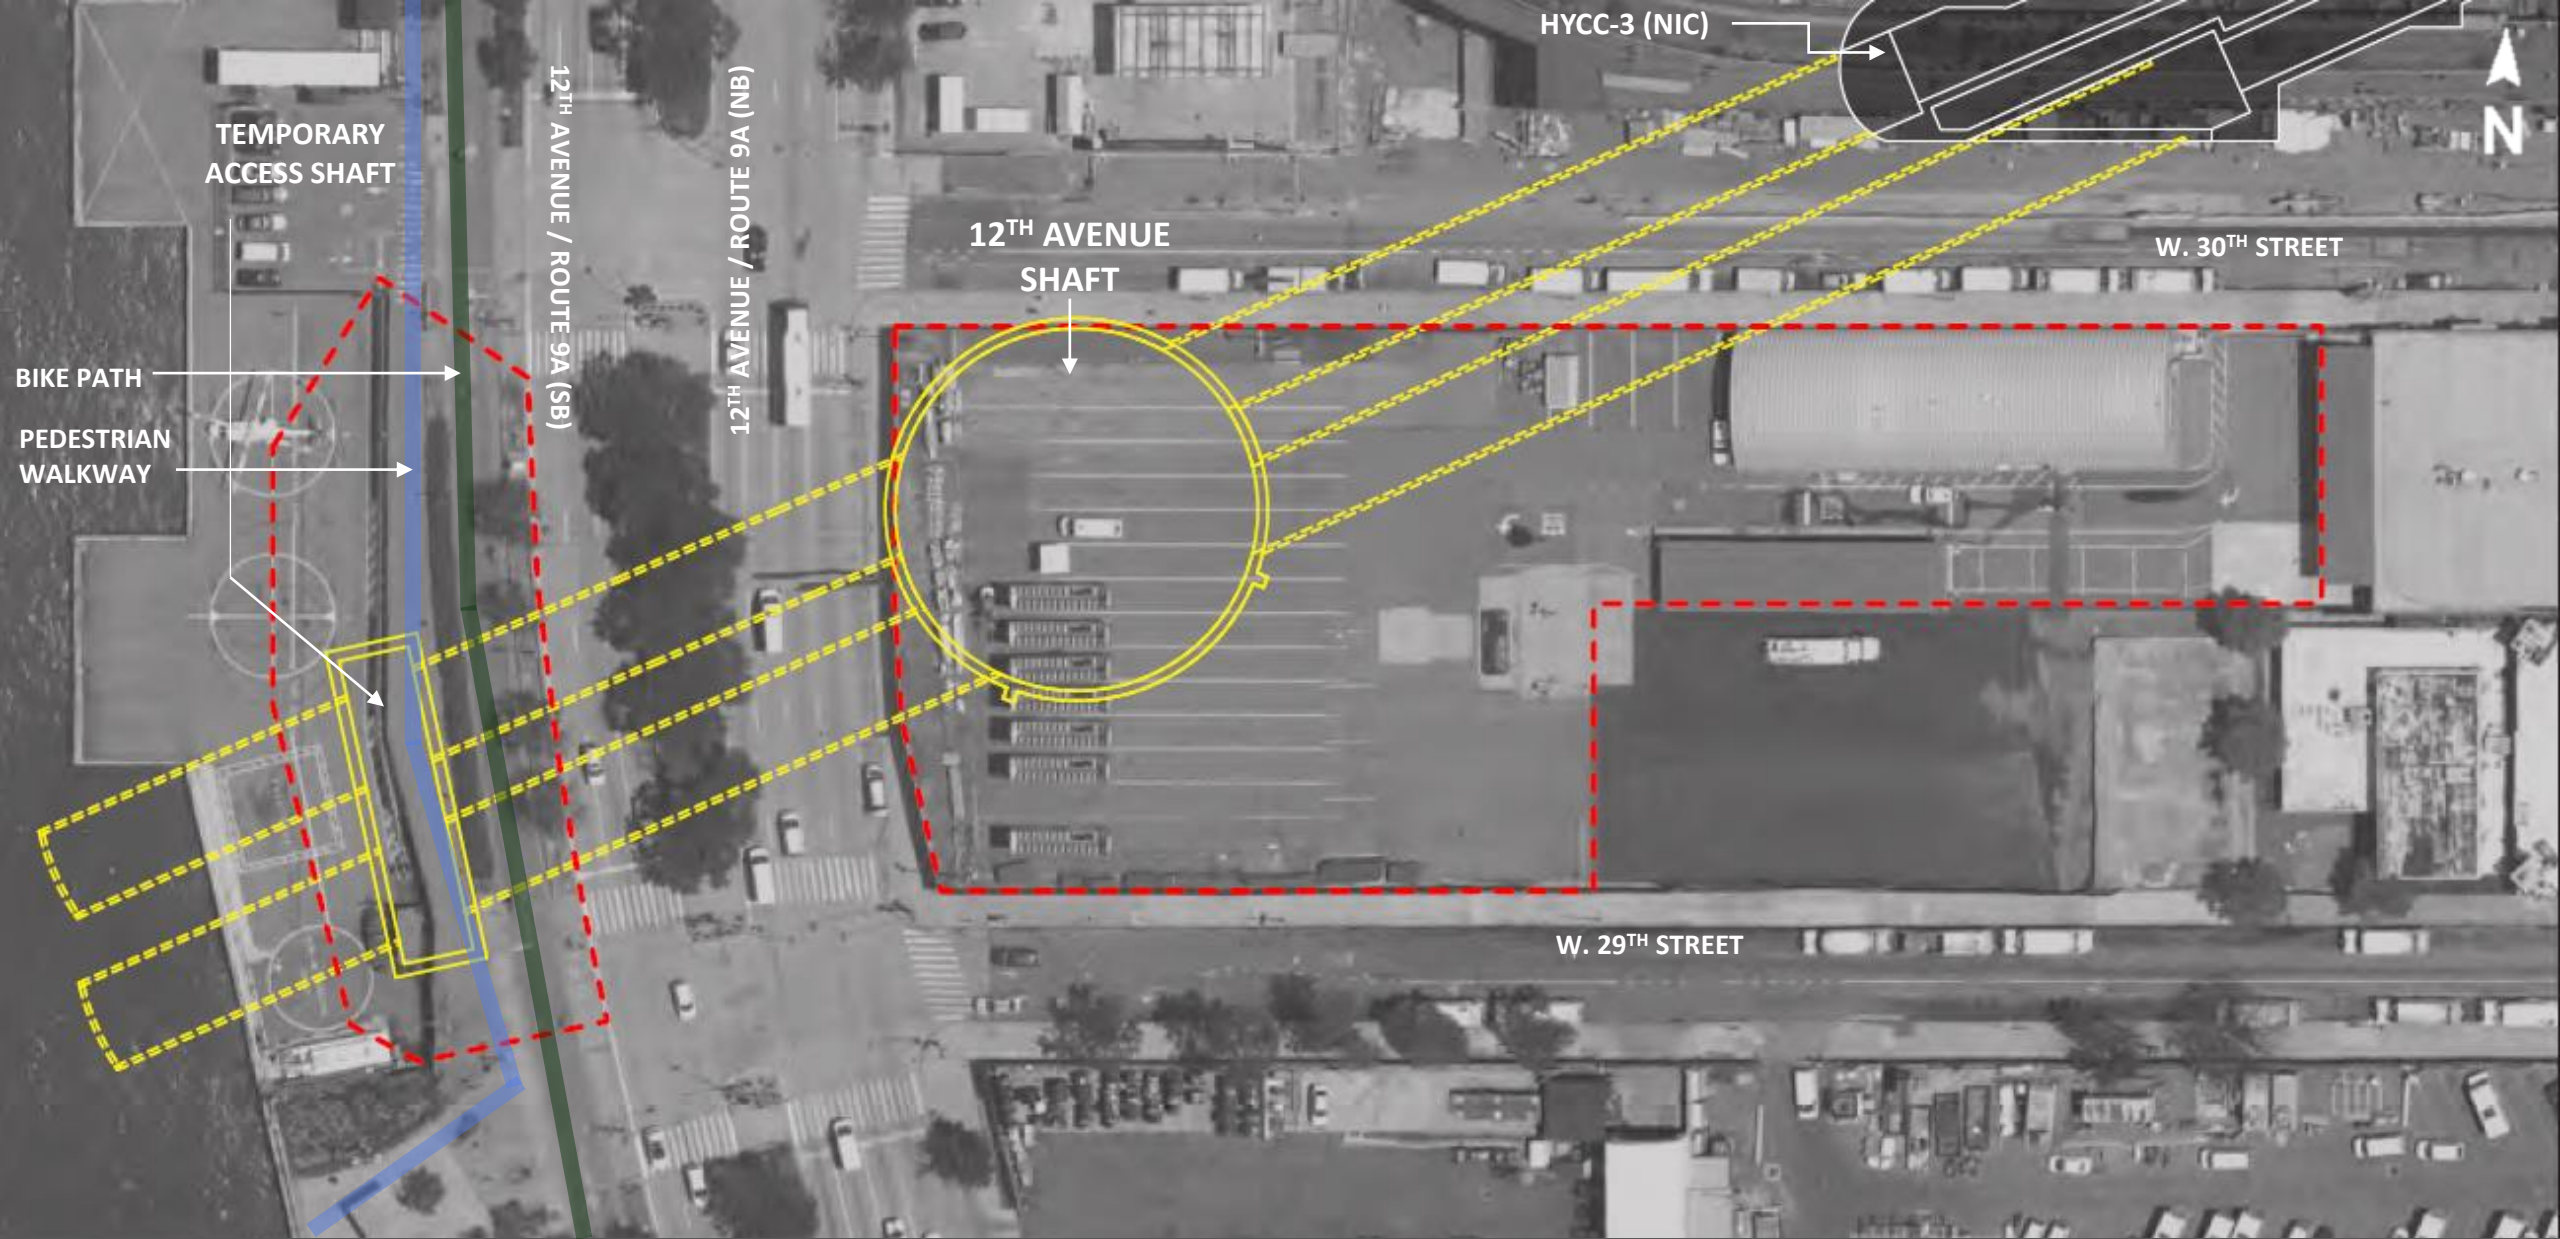 HYCC-3 (NIC)
N
TEMPORARY
ACCESS SHAFT
12TH AVENUE / ROUTE 9A (SB)
12TH AVENUE / ROUTE 9A (NB)
12TH AVENUE
SHAFT
W. 30TH STREET
BIKE PATH
PEDESTRIAN
WALKWAY
W. 29TH STREET